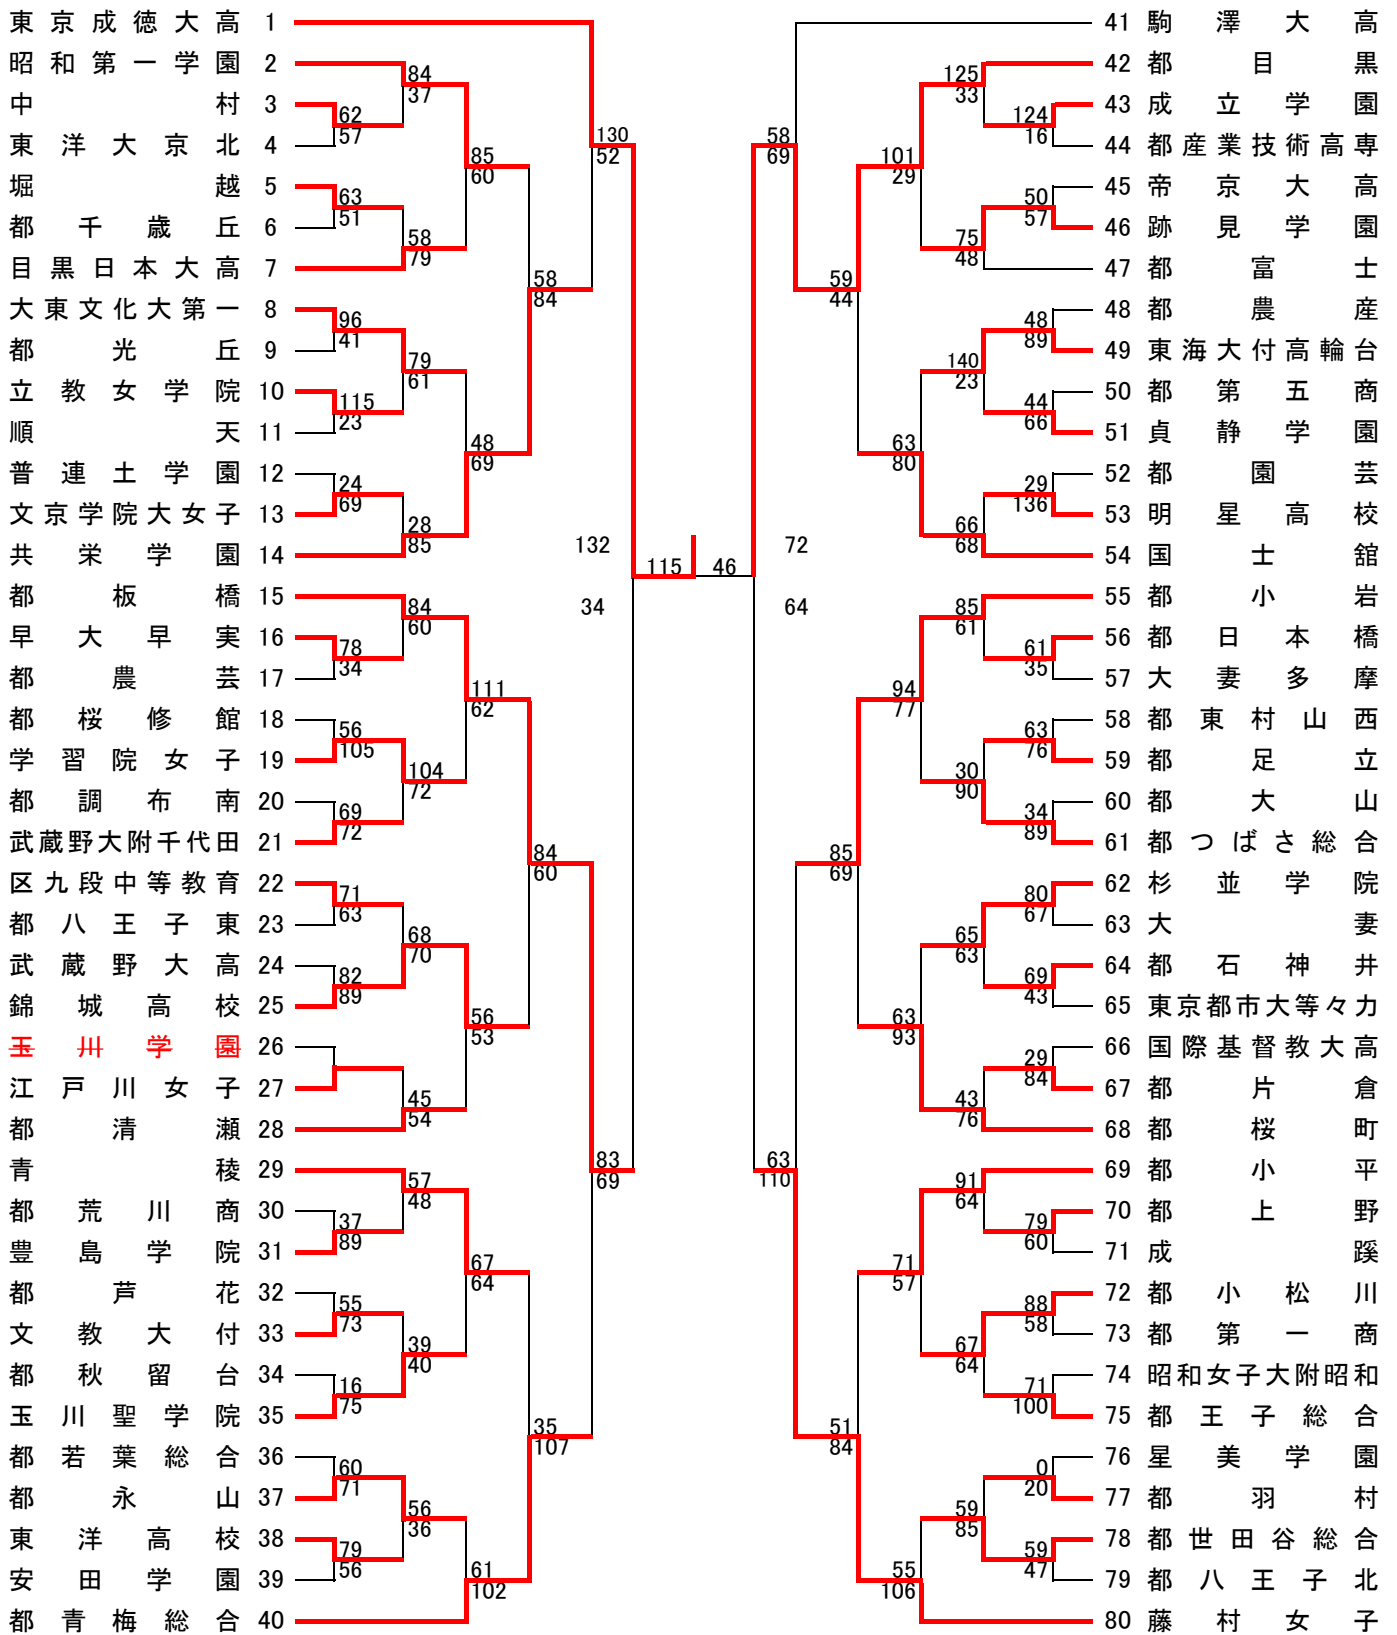 東京成徳大高 1
昭和第一学園 2
中村 3
東洋大京北 4
堀越 5
都千歳丘 6
目黒日本大高 7
大東文化大第一 8
都光丘 9
立教女学院 10
順天 11
普連土学園 12
文京学院大女子 13
共栄学園 14
都板橋 15
早大早実 16
都農芸 17
都桜修館 18
学習院女子 19
都調布南 20
武蔵野大附千代田 21
区九段中等教育 22
都八王子東 23
武蔵野大高 24
錦城高校 25
玉川学園 26
江戸川女子 27
都清瀬 28
青稜 29
都荒川商 30
豊島学院 31
都芦花 32
文教大付 33
都秋留台 34
玉川聖学院 35
都若葉総合 36
都永山 37
東洋高校 38
安田学園 39
都青梅総合 40
62
57
63
51
96
41
115
23
24
69
78
34
56
105
69
72
71
63
82
89
37
89
55
73
16
75
60
71
79
56
84
37
58
79
79
61
28
85
84
60
104
72
68
70
45
54
57
48
39
40
56
36
85
60
48
69
111
62
56
53
67
64
61
102
58
84
84
60
35
107
130
52
83
69
132
34
115
46
72
64
58
69
63
110
59
44
85
69
51
84
101
29
63
80
94
77
63
93
71
57
55
106
125
33
75
48
140
23
66
68
85
61
30
90
65
63
43
76
91
64
67
64
59
85
124
16
50
57
48
89
44
66
29
136
61
35
63
76
34
89
80
67
69
43
29
84
79
60
88
58
71
100
0
20
59
47
41 駒澤大高
42 都目黒
43 成立学園
44 都産業技術高専
45 帝京大高
46 跡見学園
47 都富士
48 都農産
49 東海大付高輪台
50 都第五商
51 貞静学園
52 都園芸
53 明星高校
54 国士舘
55 都小岩
56 都日本橋
57 大妻多摩
58 都東村山西
59 都足立
60 都大山
61 都つばさ総合
62 杉並学院
63 大妻
64 都石神井
65 東京都市大等々力
66 国際基督教大高
67 都片倉
68 都桜町
69 都小平
70 都上野
71 成蹊
72 都小松川
73 都第一商
74 昭和女子大附昭和
75 都王子総合
76 星美学園
77 都羽村
78 都世田谷総合
79 都八王子北
80 藤村女子